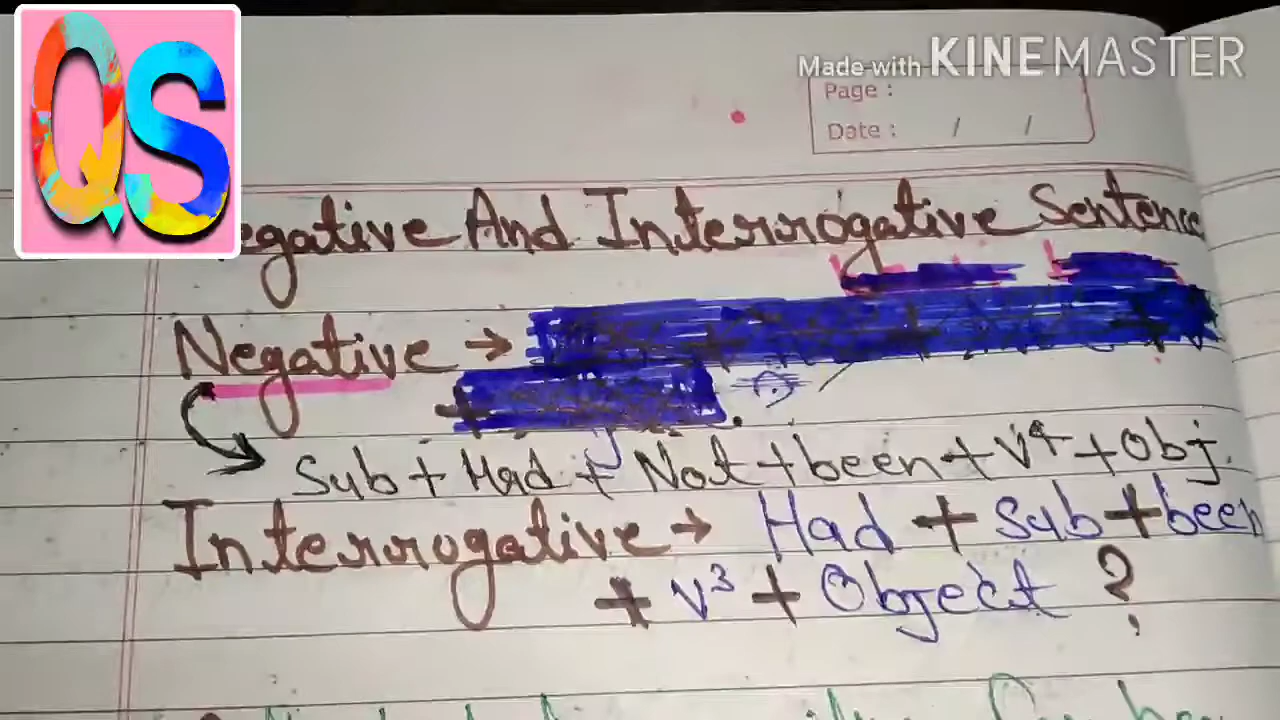 QS
Made with KINEMASTER
Page :
Date : / /
egative And Interrogative Sentence
Negative →
Sub + Had + Not + been + V⁴ + Obj.
Interrogative → Had + Sub + been
+ V³ + Object ?